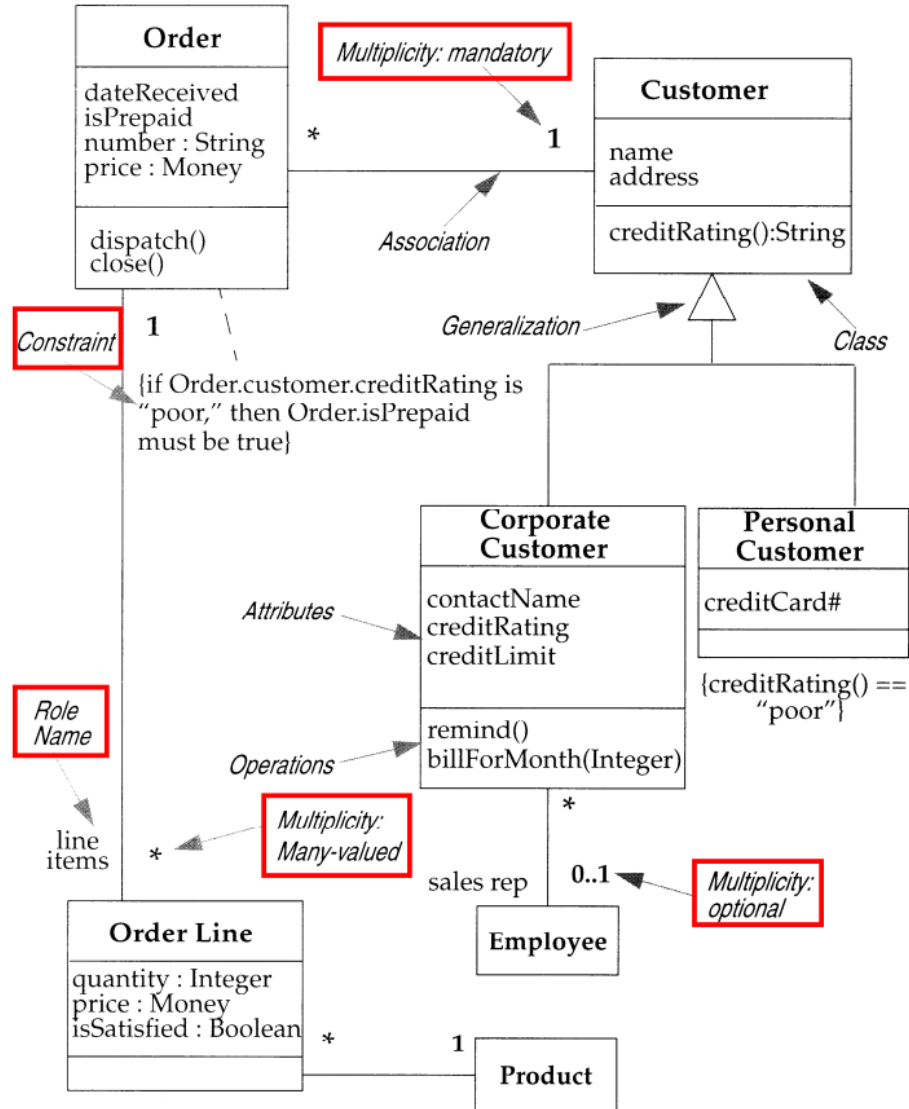 Order
dateReceived
isPrepaid
number : String
price : Money
dispatch()
close()
Multiplicity: mandatory
*
1
Association
Customer
name
address
creditRating():String
Generalization
Class
Constraint
1
{if Order.customer.creditRating is
“poor,” then Order.isPrepaid
must be true}
Corporate
Customer
contactName
creditRating
creditLimit
remind()
billForMonth(Integer)
Personal
Customer
creditCard#
{creditRating() ==
“poor”}
Attributes
Operations
Role
Name
line
items
*
Multiplicity:
Many-valued
*
sales rep
0..1
Multiplicity:
optional
Employee
Order Line
quantity : Integer
price : Money
isSatisfied : Boolean
*
1
Product